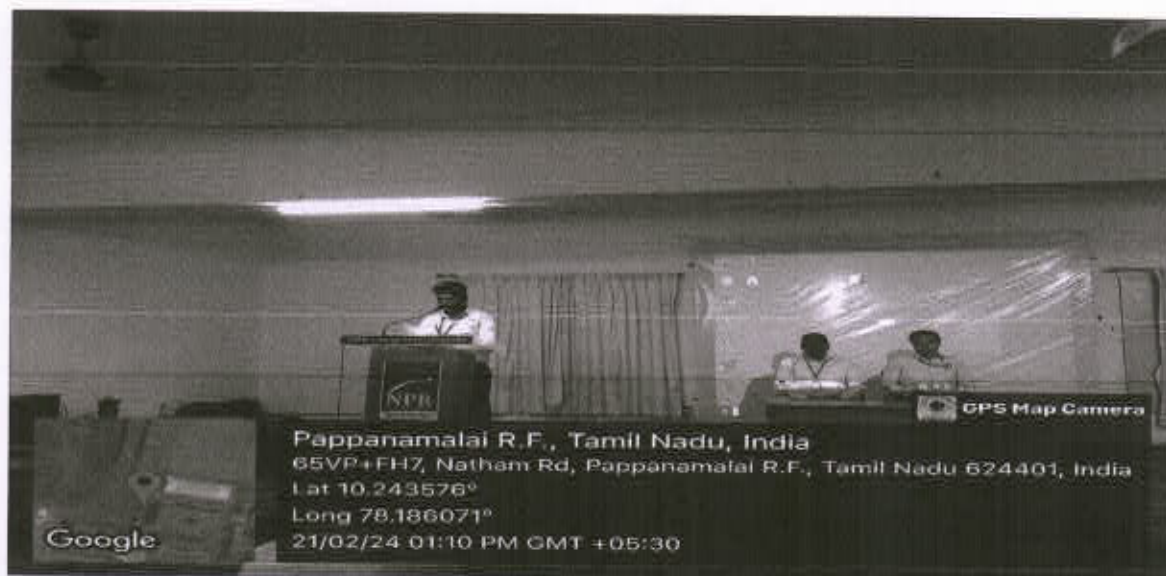 NPR
GPS Map Camera
Pappanamalai R.F., Tamil Nadu, India
65VP+FH7, Natham Rd, Pappanamalai R.F., Tamil Nadu 624401, India
Lat 10.243576°
Long 78.186071°
21/02/24 01:10 PM GMT +05:30
Google